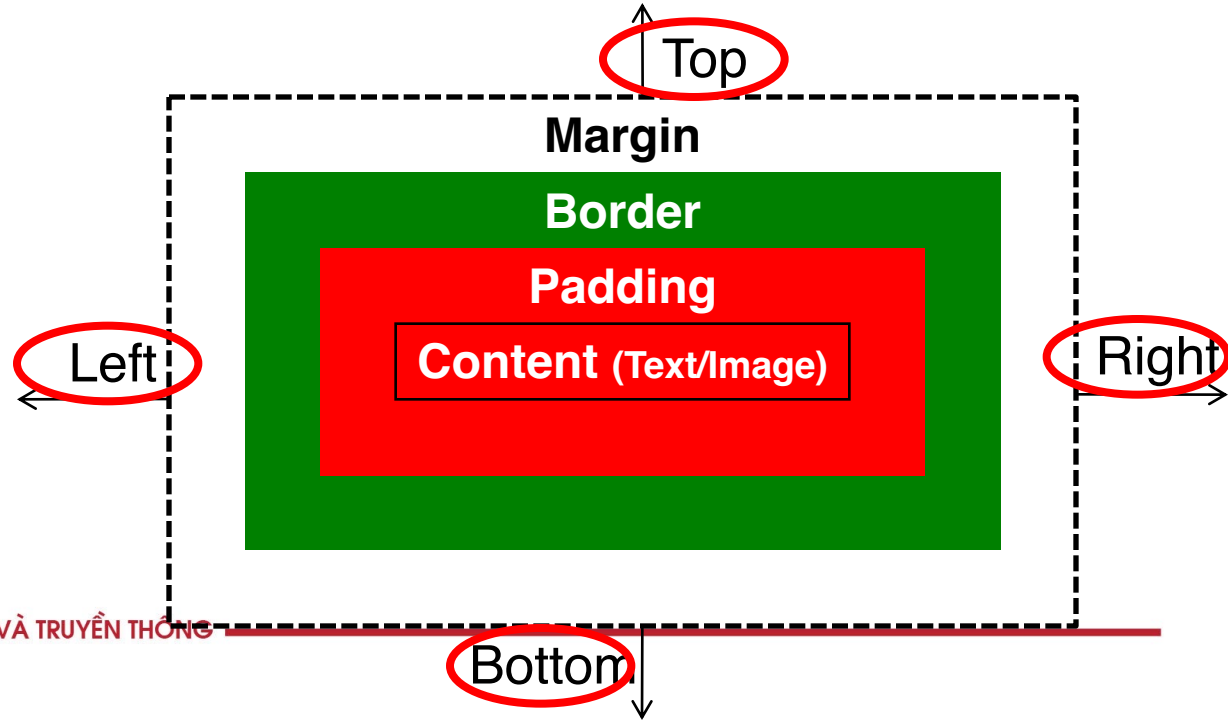 Top
Margin
Border
Padding
Left
Content (Text/Image)
Right
VÀ TRUYỀN THÔNG
Bottom